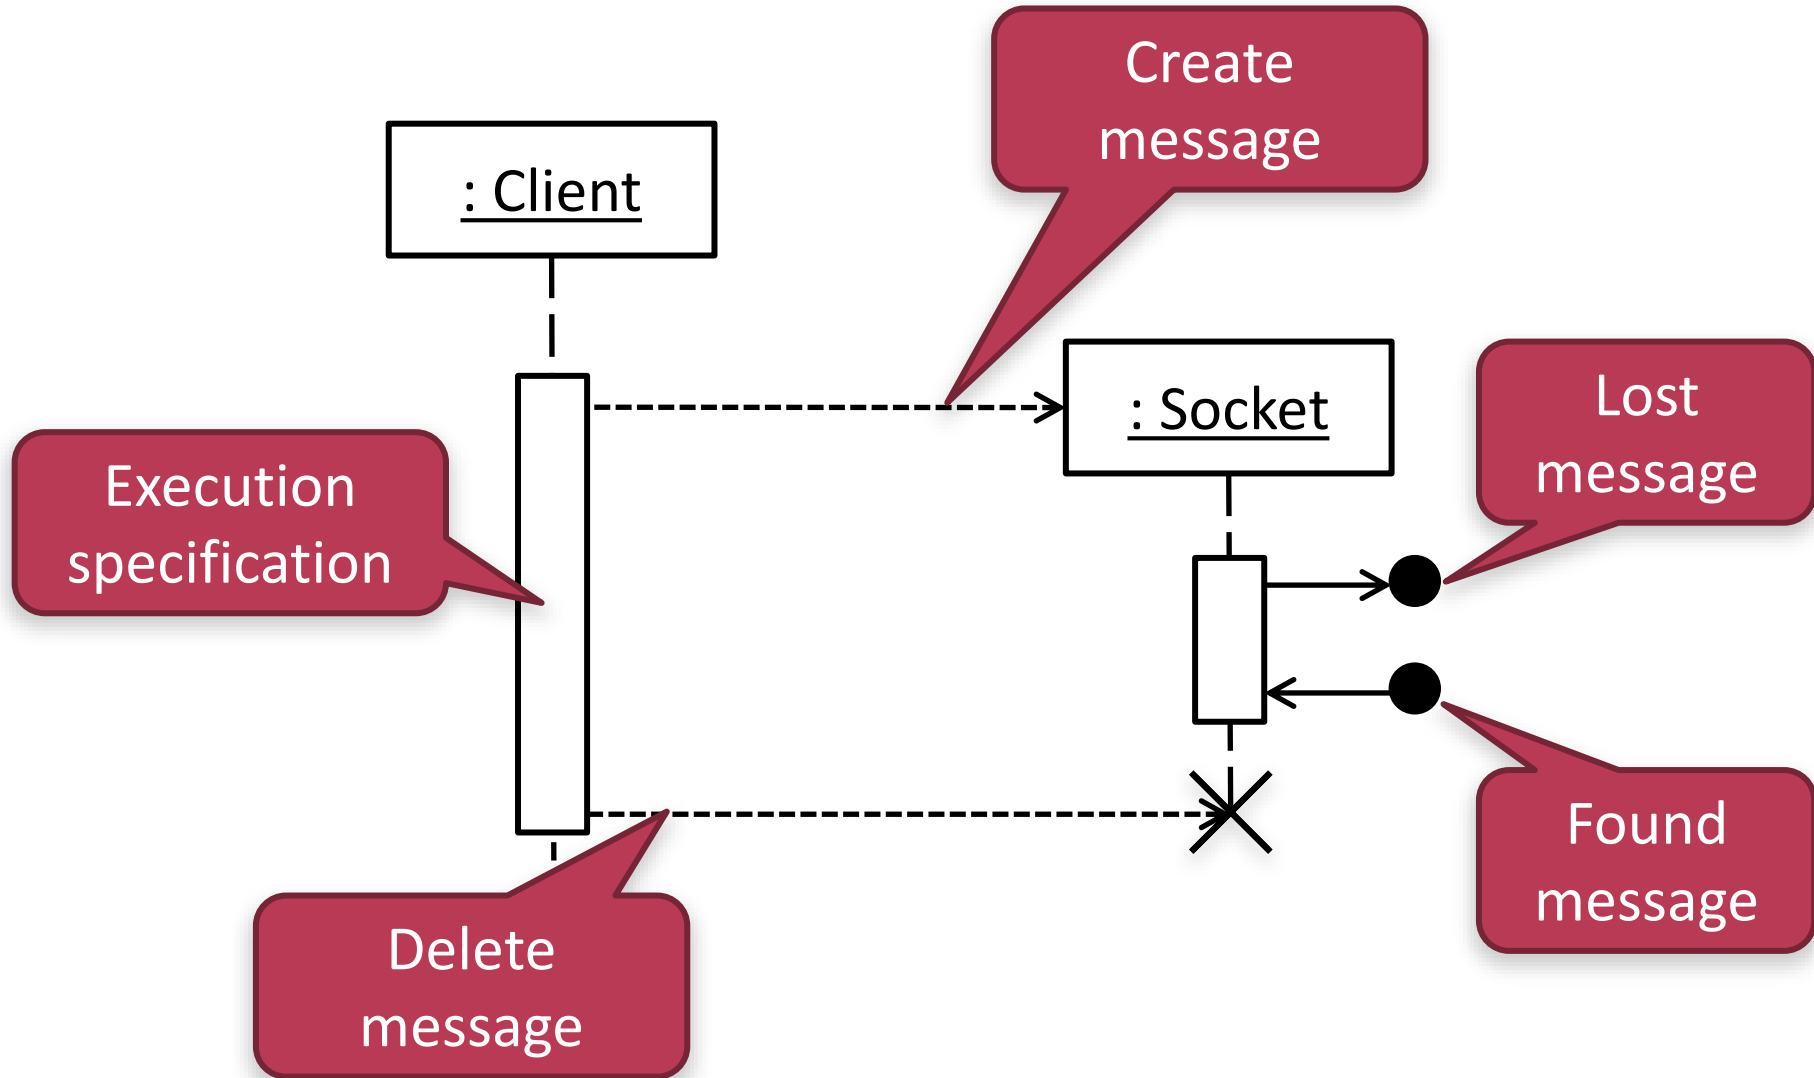 Create
message
: Client
: Socket
Lost
message
Execution
specification
Found
message
Delete
message